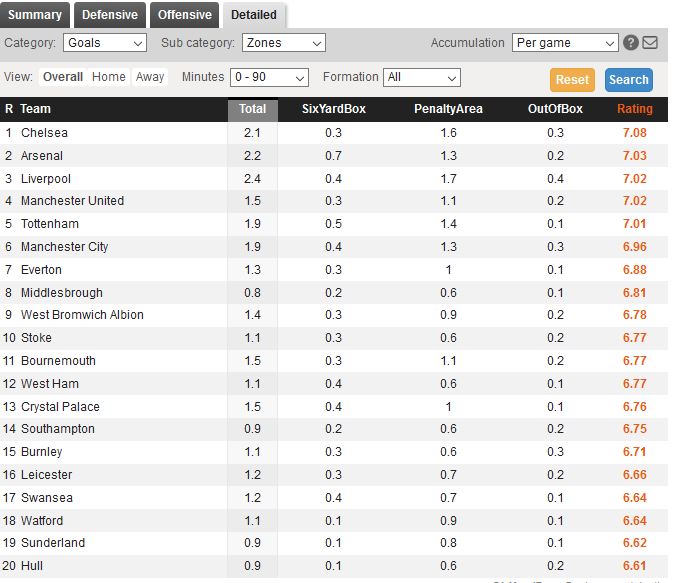 Summary Defensive Offensive Detailed
Category: Goals Sub category: Zones Accumulation Per game ?
View: Overall Home Away Minutes 0 - 90 Formation All Reset Search
R Team Total SixYardBox PenaltyArea OutOfBox Rating
1 Chelsea 2.1 0.3 1.6 0.3 7.08
2 Arsenal 2.2 0.7 1.3 0.2 7.03
3 Liverpool 2.4 0.4 1.7 0.4 7.02
4 Manchester United 1.5 0.3 1.1 0.2 7.02
5 Tottenham 1.9 0.5 1.4 0.1 7.01
6 Manchester City 1.9 0.4 1.3 0.3 6.96
7 Everton 1.3 0.3 1 0.1 6.88
8 Middlesbrough 0.8 0.2 0.6 0.1 6.81
9 West Bromwich Albion 1.4 0.3 0.9 0.2 6.78
10 Stoke 1.1 0.3 0.6 0.2 6.77
11 Bournemouth 1.5 0.3 1.1 0.2 6.77
12 West Ham 1.1 0.4 0.6 0.1 6.77
13 Crystal Palace 1.5 0.4 1 0.1 6.76
14 Southampton 0.9 0.2 0.6 0.2 6.75
15 Burnley 1.1 0.3 0.6 0.3 6.71
16 Leicester 1.2 0.3 0.7 0.2 6.66
17 Swansea 1.2 0.4 0.7 0.1 6.64
18 Watford 1.1 0.1 0.9 0.1 6.64
19 Sunderland 0.9 0.1 0.8 0.1 6.62
20 Hull 0.9 0.1 0.6 0.1 6.61